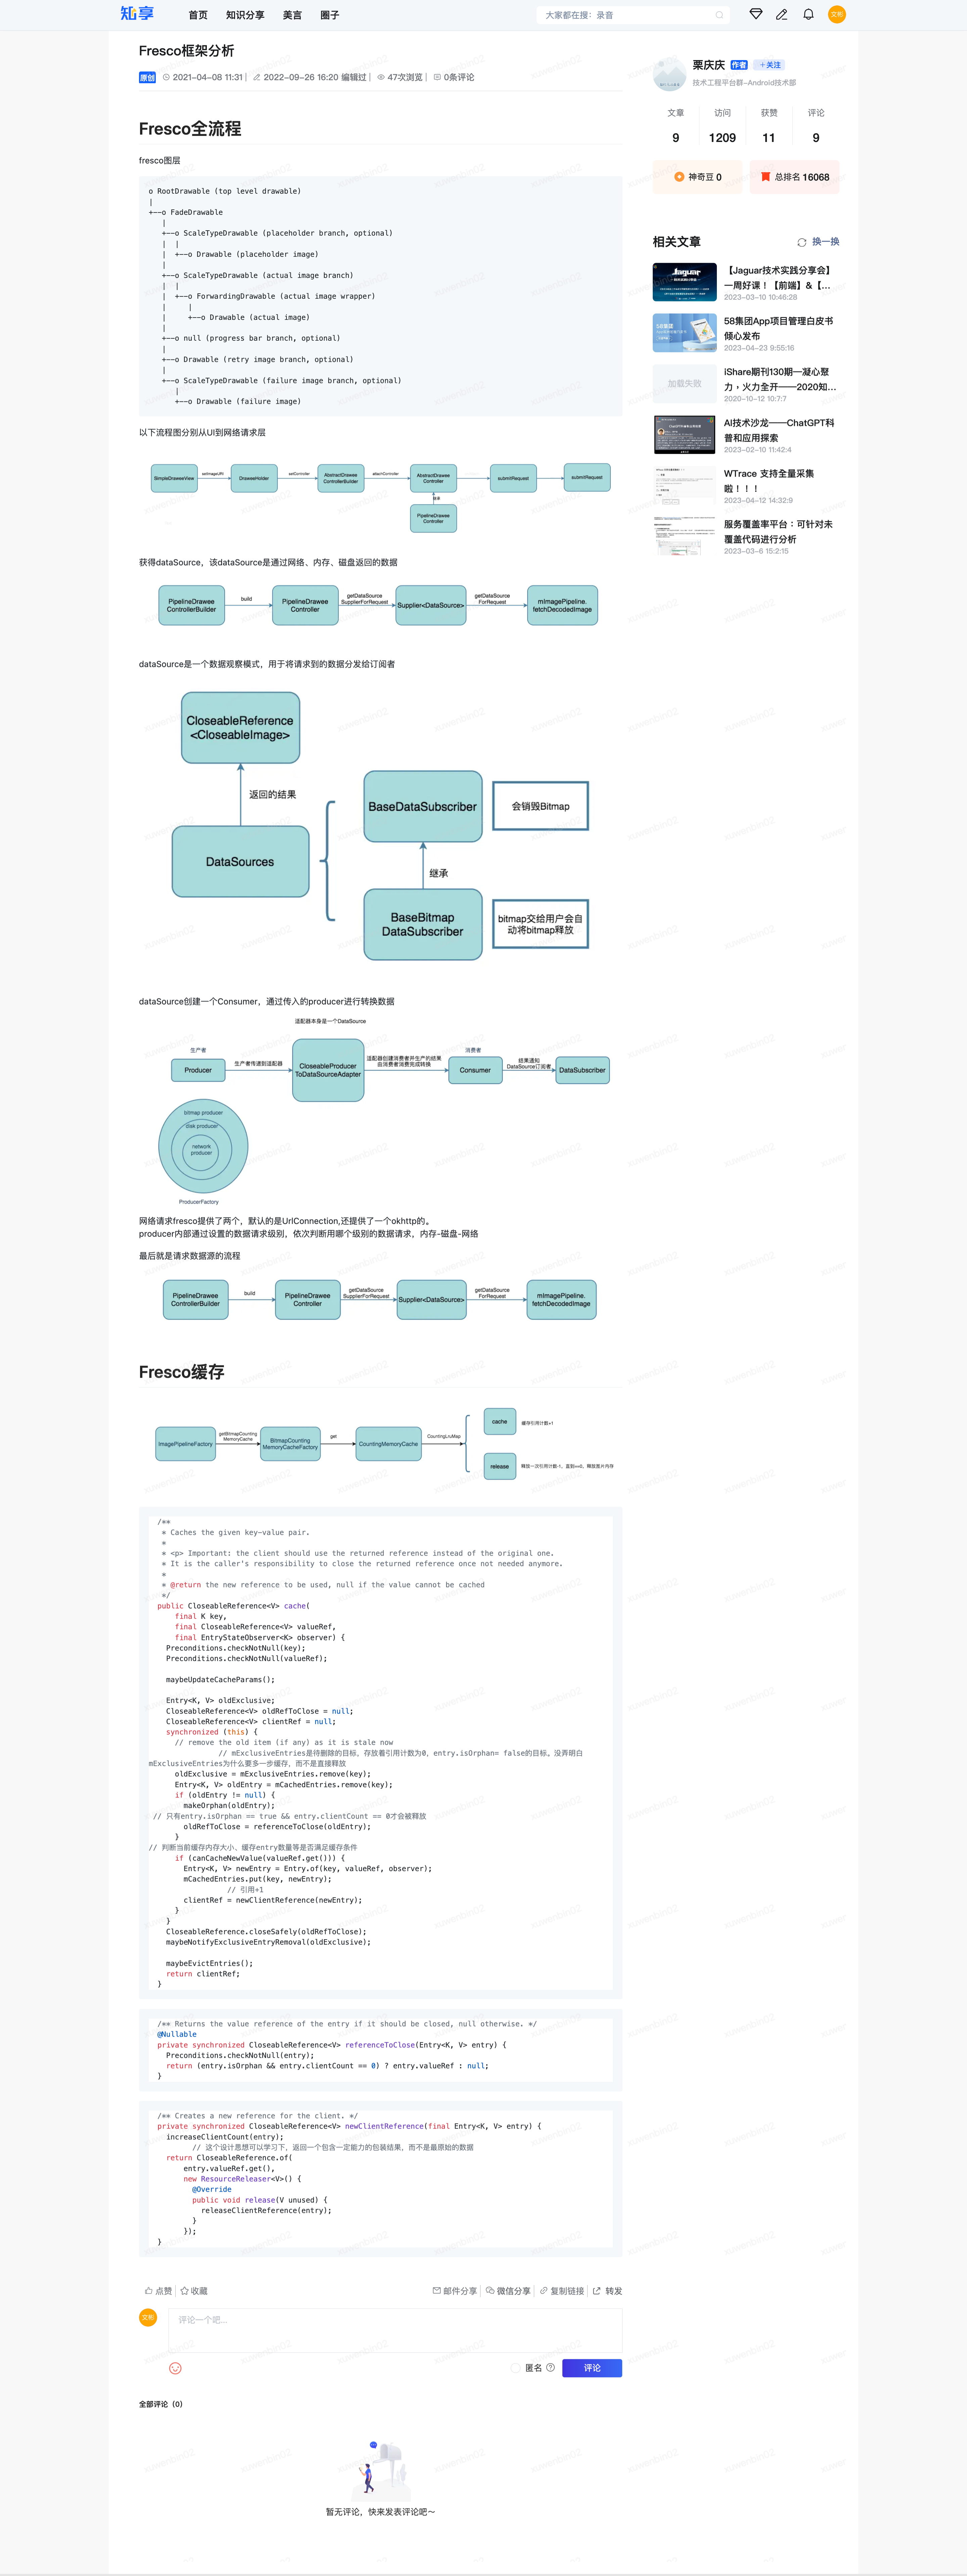 知享 首页 知识分享 美言 圈子 大家都在搜：录音 文彬
Fresco框架分析
原创 2021-04-08 11:31 | 2022-09-26 16:20 编辑过 | 47次浏览 | 0条评论
Fresco全流程
fresco图层
o RootDrawable (top level drawable)
|
+--o FadeDrawable
   |
   +--o ScaleTypeDrawable (placeholder branch, optional)
   |  |
   |  +--o Drawable (placeholder image)
   |
   +--o ScaleTypeDrawable (actual image branch)
   |  |
   |  +--o ForwardingDrawable (actual image wrapper)
   |     |
   |     +--o Drawable (actual image)
   |
   +--o null (progress bar branch, optional)
   |
   +--o Drawable (retry image branch, optional)
   |
   +--o ScaleTypeDrawable (failure image branch, optional)
      |
      +--o Drawable (failure image)
以下流程图分别从UI到网络请求层
SimpleDraweeView
setImageURI
DraweeHolder
setController
AbstractDrawee
ControllerBuilder
attachController
AbstractDrawee
Controller
submitRequest
submitRequest
继承
PipelineDrawee
Controller
获得dataSource，该dataSource是通过网络、内存、磁盘返回的数据
PipelineDrawee
ControllerBuilder
build
PipelineDrawee
Controller
getDataSource
SupplierForRequest
Supplier<DataSource>
getDataSource
ForRequest
mImagePipeline.
fetchDecodedImage
dataSource是一个数据观察模式，用于将请求到的数据分发给订阅者
CloseableReference
<CloseableImage>
返回的结果
DataSources
BaseDataSubscriber
会销毁Bitmap
继承
BaseBitmap
DataSubscriber
bitmap交给用户会自
动将bitmap释放
dataSource创建一个Consumer，通过传入的producer进行转换数据
适配器本身是一个DataSource
生产者
Producer
生产者传递到适配器
CloseableProducer
ToDataSourceAdapter
适配器创建消费者并生产的结果
由消费者消费完成转换
消费者
Consumer
结果通知
DataSource订阅者
DataSubscriber
bitmap producer
disk producer
network
producer
ProducerFactory
网络请求fresco提供了两个，默认的是UrlConnection,还提供了一个okhttp的。
producer内部通过设置的数据请求级别，依次判断用哪个级别的数据请求，内存-磁盘-网络
最后就是请求数据源的流程
PipelineDrawee
ControllerBuilder
build
PipelineDrawee
Controller
getDataSource
SupplierForRequest
Supplier<DataSource>
getDataSource
ForRequest
mImagePipeline.
fetchDecodedImage
Fresco缓存
ImagePipelineFactory
getBitmapCounting
MemoryCache
BitmapCounting
MemoryCacheFactory
get
CountingMemoryCache
CountingLruMap
cache
缓存引用计数+1
release
释放一次引用计数-1，直到==0，释放图片内存
/**
 * Caches the given key-value pair.
 *
 * <p> Important: the client should use the returned reference instead of the original one.
 * It is the caller's responsibility to close the returned reference once not needed anymore.
 *
 * @return the new reference to be used, null if the value cannot be cached
 */
public CloseableReference<V> cache(
    final K key,
    final CloseableReference<V> valueRef,
    final EntryStateObserver<K> observer) {
  Preconditions.checkNotNull(key);
  Preconditions.checkNotNull(valueRef);
  maybeUpdateCacheParams();
  Entry<K, V> oldExclusive;
  CloseableReference<V> oldRefToClose = null;
  CloseableReference<V> clientRef = null;
  synchronized (this) {
    // remove the old item (if any) as it is stale now
    // mExclusiveEntries是待删除的目标，存放着引用计数为0，entry.isOrphan= false的目标。没弄明白
mExclusiveEntries为什么要多一步缓存，而不是直接释放
    oldExclusive = mExclusiveEntries.remove(key);
    Entry<K, V> oldEntry = mCachedEntries.remove(key);
    if (oldEntry != null) {
      makeOrphan(oldEntry);
// 只有entry.isOrphan == true && entry.clientCount == 0才会被释放
      oldRefToClose = referenceToClose(oldEntry);
    }
// 判断当前缓存内存大小、缓存entry数量等是否满足缓存条件
    if (canCacheNewValue(valueRef.get())) {
      Entry<K, V> newEntry = Entry.of(key, valueRef, observer);
      mCachedEntries.put(key, newEntry);
      // 引用+1
      clientRef = newClientReference(newEntry);
    }
  }
  CloseableReference.closeSafely(oldRefToClose);
  maybeNotifyExclusiveEntryRemoval(oldExclusive);
  maybeEvictEntries();
  return clientRef;
}
/** Returns the value reference of the entry if it should be closed, null otherwise. */
@Nullable
private synchronized CloseableReference<V> referenceToClose(Entry<K, V> entry) {
  Preconditions.checkNotNull(entry);
  return (entry.isOrphan && entry.clientCount == 0) ? entry.valueRef : null;
}
/** Creates a new reference for the client. */
private synchronized CloseableReference<V> newClientReference(final Entry<K, V> entry) {
  increaseClientCount(entry);
  // 这个设计思想可以学习下，返回一个包含一定能力的包装结果，而不是最原始的数据
  return CloseableReference.of(
      entry.valueRef.get(),
      new ResourceReleaser<V>() {
        @Override
        public void release(V unused) {
          releaseClientReference(entry);
        }
      });
}
点赞 | 收藏 邮件分享 | 微信分享 | 复制链接 | 转发
文彬 评论一个吧...
匿名 评论
全部评论（0）
暂无评论，快来发表评论吧～
栗庆庆 作者 ＋关注
技术工程平台群-Android技术部
文章 访问 获赞 评论
9 1209 11 9
神奇豆 0 总排名 16068
相关文章 换一换
Jaguar
【Jaguar技术实践分享会】
一周好课！【前端】&【...
2023-03-10 10:46:28
58集团App项目管理白皮书
倾心发布
2023-04-23 9:55:16
加载失败
iShare期刊130期—凝心聚
力，火力全开——2020知...
2020-10-12 10:7:7
AI技术沙龙——ChatGPT科
普和应用探索
2023-02-10 11:42:4
WTrace 支持全量采集
啦！！！
2023-04-12 14:32:9
服务覆盖率平台：可针对未
覆盖代码进行分析
2023-03-6 15:2:15
xuwenbin02